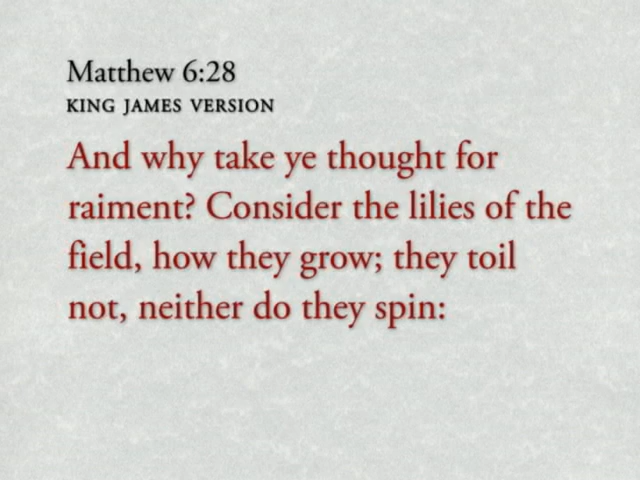 Matthew 6:28
KING JAMES VERSION
And why take ye thought for
raiment? Consider the lilies of the
field, how they grow; they toil
not, neither do they spin: